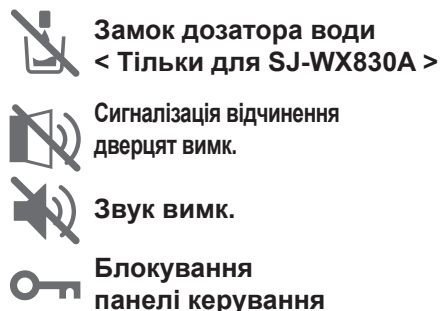 Замок дозатора води
< Тільки для SJ-WX830A >
Сигналізація відчинення
дверцят вимк.
Звук вимк.
Блокування
панелі керування